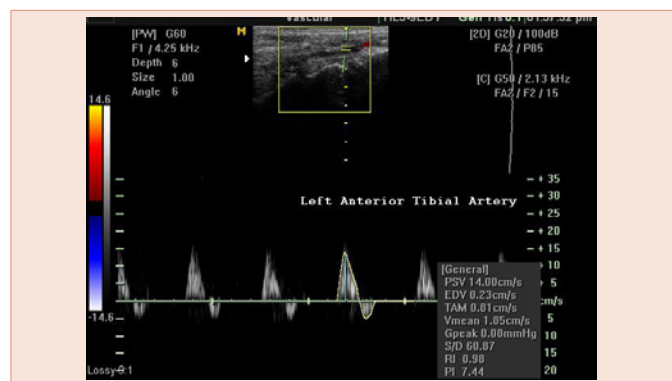 Vascular
[PW] G60
F1 / 4.25 kHz
Depth 6
Size 1.00
Angle 6
M
[2D] G20 / 100dB
FA2 / P85
[C] G50 / 2.13 kHz
FA2 / F2 / 15
14.6
-14.6
Left Anterior Tibial Artery
+ 35
+ 30
+ 25
+ 20
+ 15
+ 10
+ 5
cm/s
5
10
15
20
[General]
PSV 14.00cm/s
EDV 0.23cm/s
TAM 0.81cm/s
Vmean 1.85cm/s
Gpeak 0.08mmHg
S/D 60.87
RI 0.98
PI 7.44